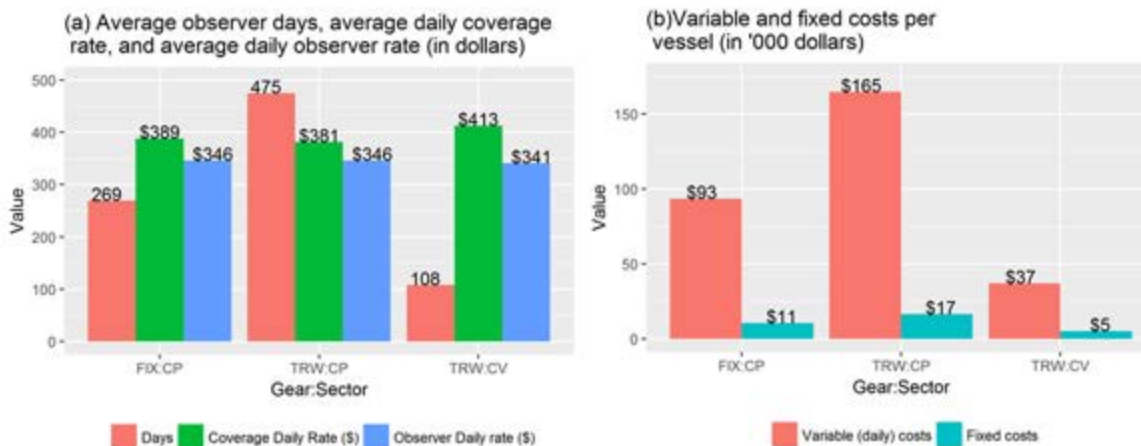 (a) Average observer days, average daily coverage
rate, and average daily observer rate (in dollars)
500
400
300
200
100
0
Value
269
$389
$346
475
$381
$346
108
$413
$341
FIX:CP
TRW:CP
TRW:CV
Gear:Sector
Days
Coverage Daily Rate ($)
Observer Daily rate ($)
(b)Variable and fixed costs per
vessel (in '000 dollars)
150
100
50
0
Value
$93
$11
$165
$17
$37
$5
FIX:CP
TRW:CP
TRW:CV
Gear:Sector
Variable (daily) costs
Fixed costs